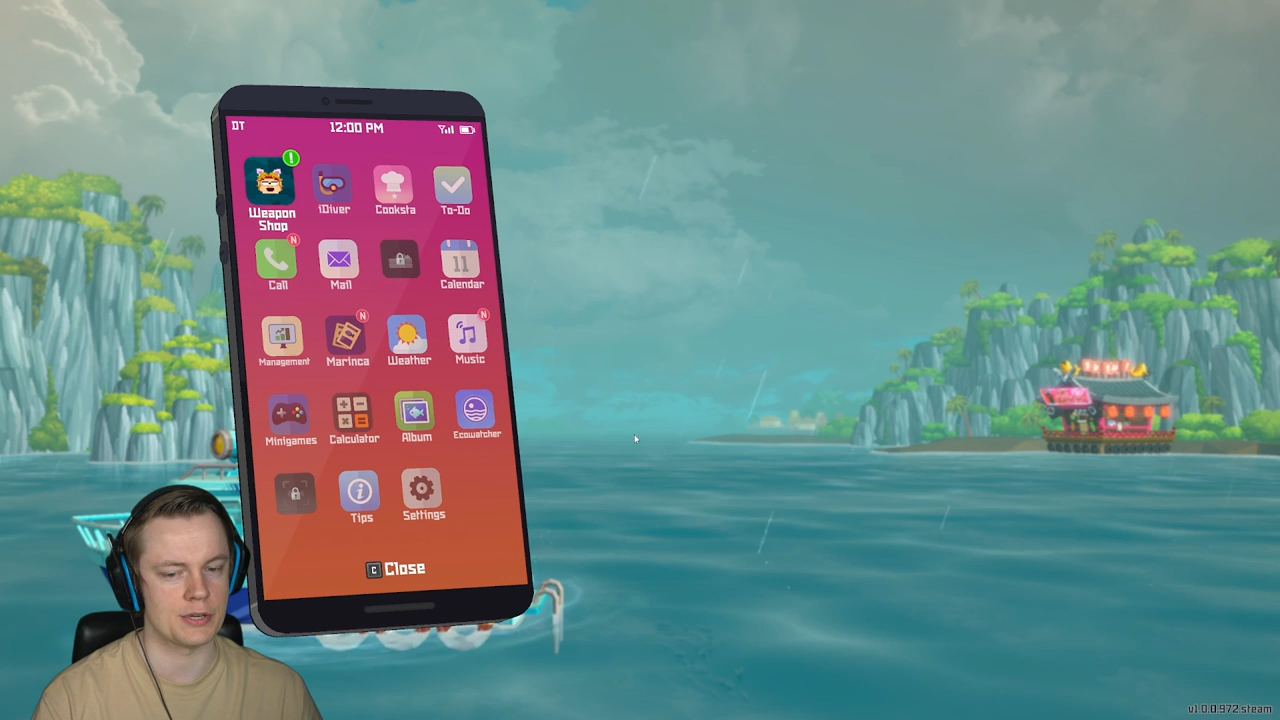 DT
12:00 PM
!
Weapon
Shop
iDiver
Cooksta
To-Do
N
Call
Mail
11
Calendar
Management
N
Marinca
Weather
N
Music
Minigames
Calculator
Album
Ecowatcher
Tips
Settings
C Close
v1.0.0.972 steam